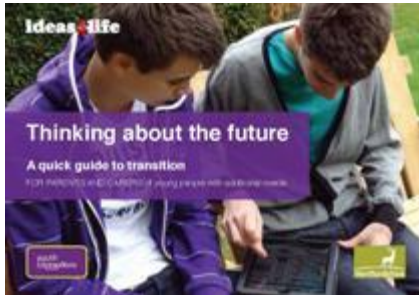 ideas4life
Thinking about the future
A quick guide to transition
FOR PARENTS AND CARERS of young people with additional needs